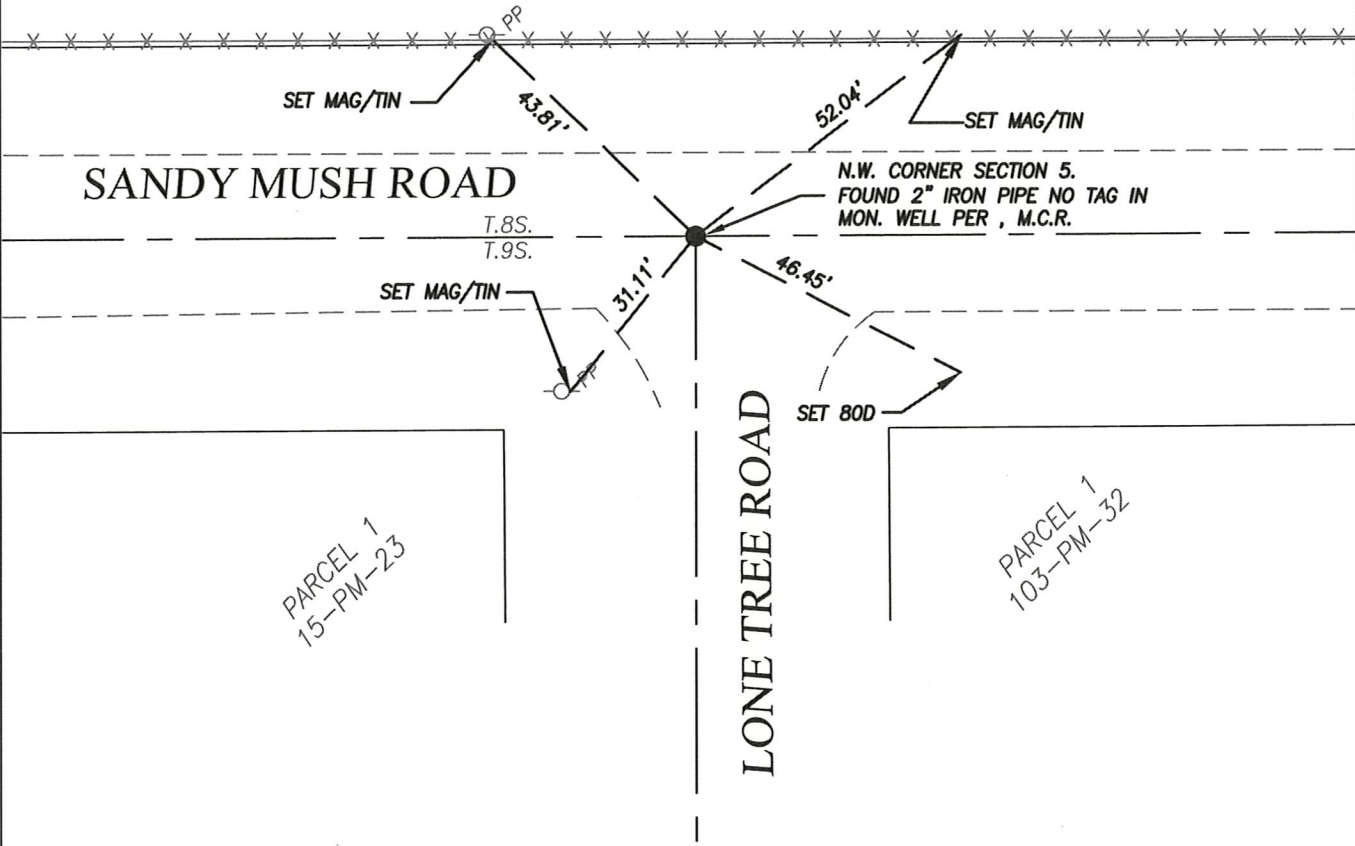 PP
SET MAG/TIN
43.81'
52.04'
SET MAG/TIN
SANDY MUSH ROAD
N.W. CORNER SECTION 5.
FOUND 2" IRON PIPE NO TAG IN
MON. WELL PER , M.C.R.
T.8S.
T.9S.
SET MAG/TIN
31.11'
46.45'
PP
SET 80D
LONE TREE ROAD
PARCEL 1
15-PM-23
PARCEL 1
103-PM-32